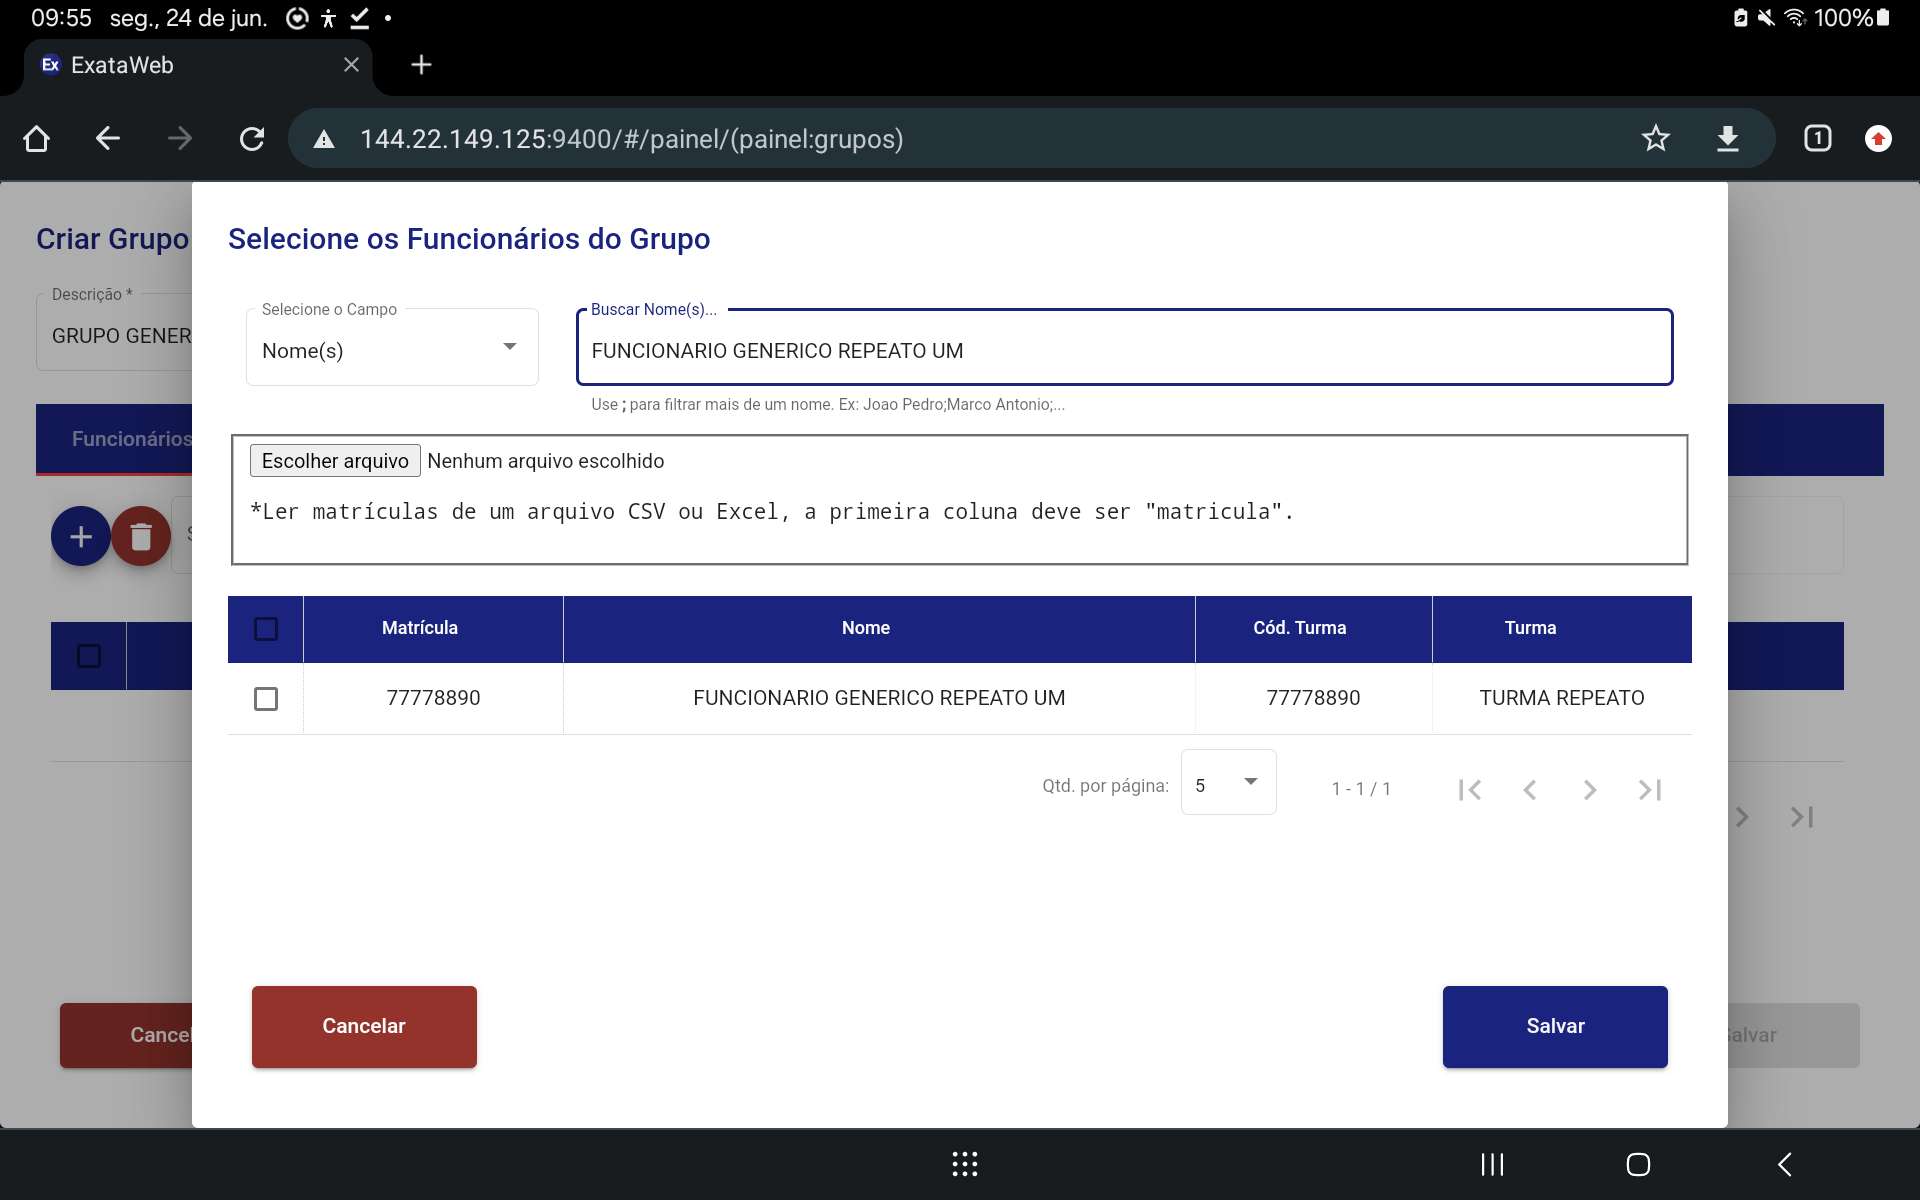 09:55 seg., 24 de jun. 100%
Ex ExataWeb
144.22.149.125:9400/#/painel/(painel:grupos) 1
Criar Grupo
Descrição *
GRUPO GENER
Funcionários
S
Cancel
Salvar
Selecione os Funcionários do Grupo
Selecione o Campo
Nome(s)
Buscar Nome(s)...
FUNCIONARIO GENERICO REPEATO UM
Use ; para filtrar mais de um nome. Ex: Joao Pedro;Marco Antonio;...
Escolher arquivo Nenhum arquivo escolhido
*Ler matrículas de um arquivo CSV ou Excel, a primeira coluna deve ser "matricula".
Matrícula Nome Cód. Turma Turma
77778890 FUNCIONARIO GENERICO REPEATO UM 77778890 TURMA REPEATO
Qtd. por página: 5 1 - 1 / 1
Cancelar Salvar